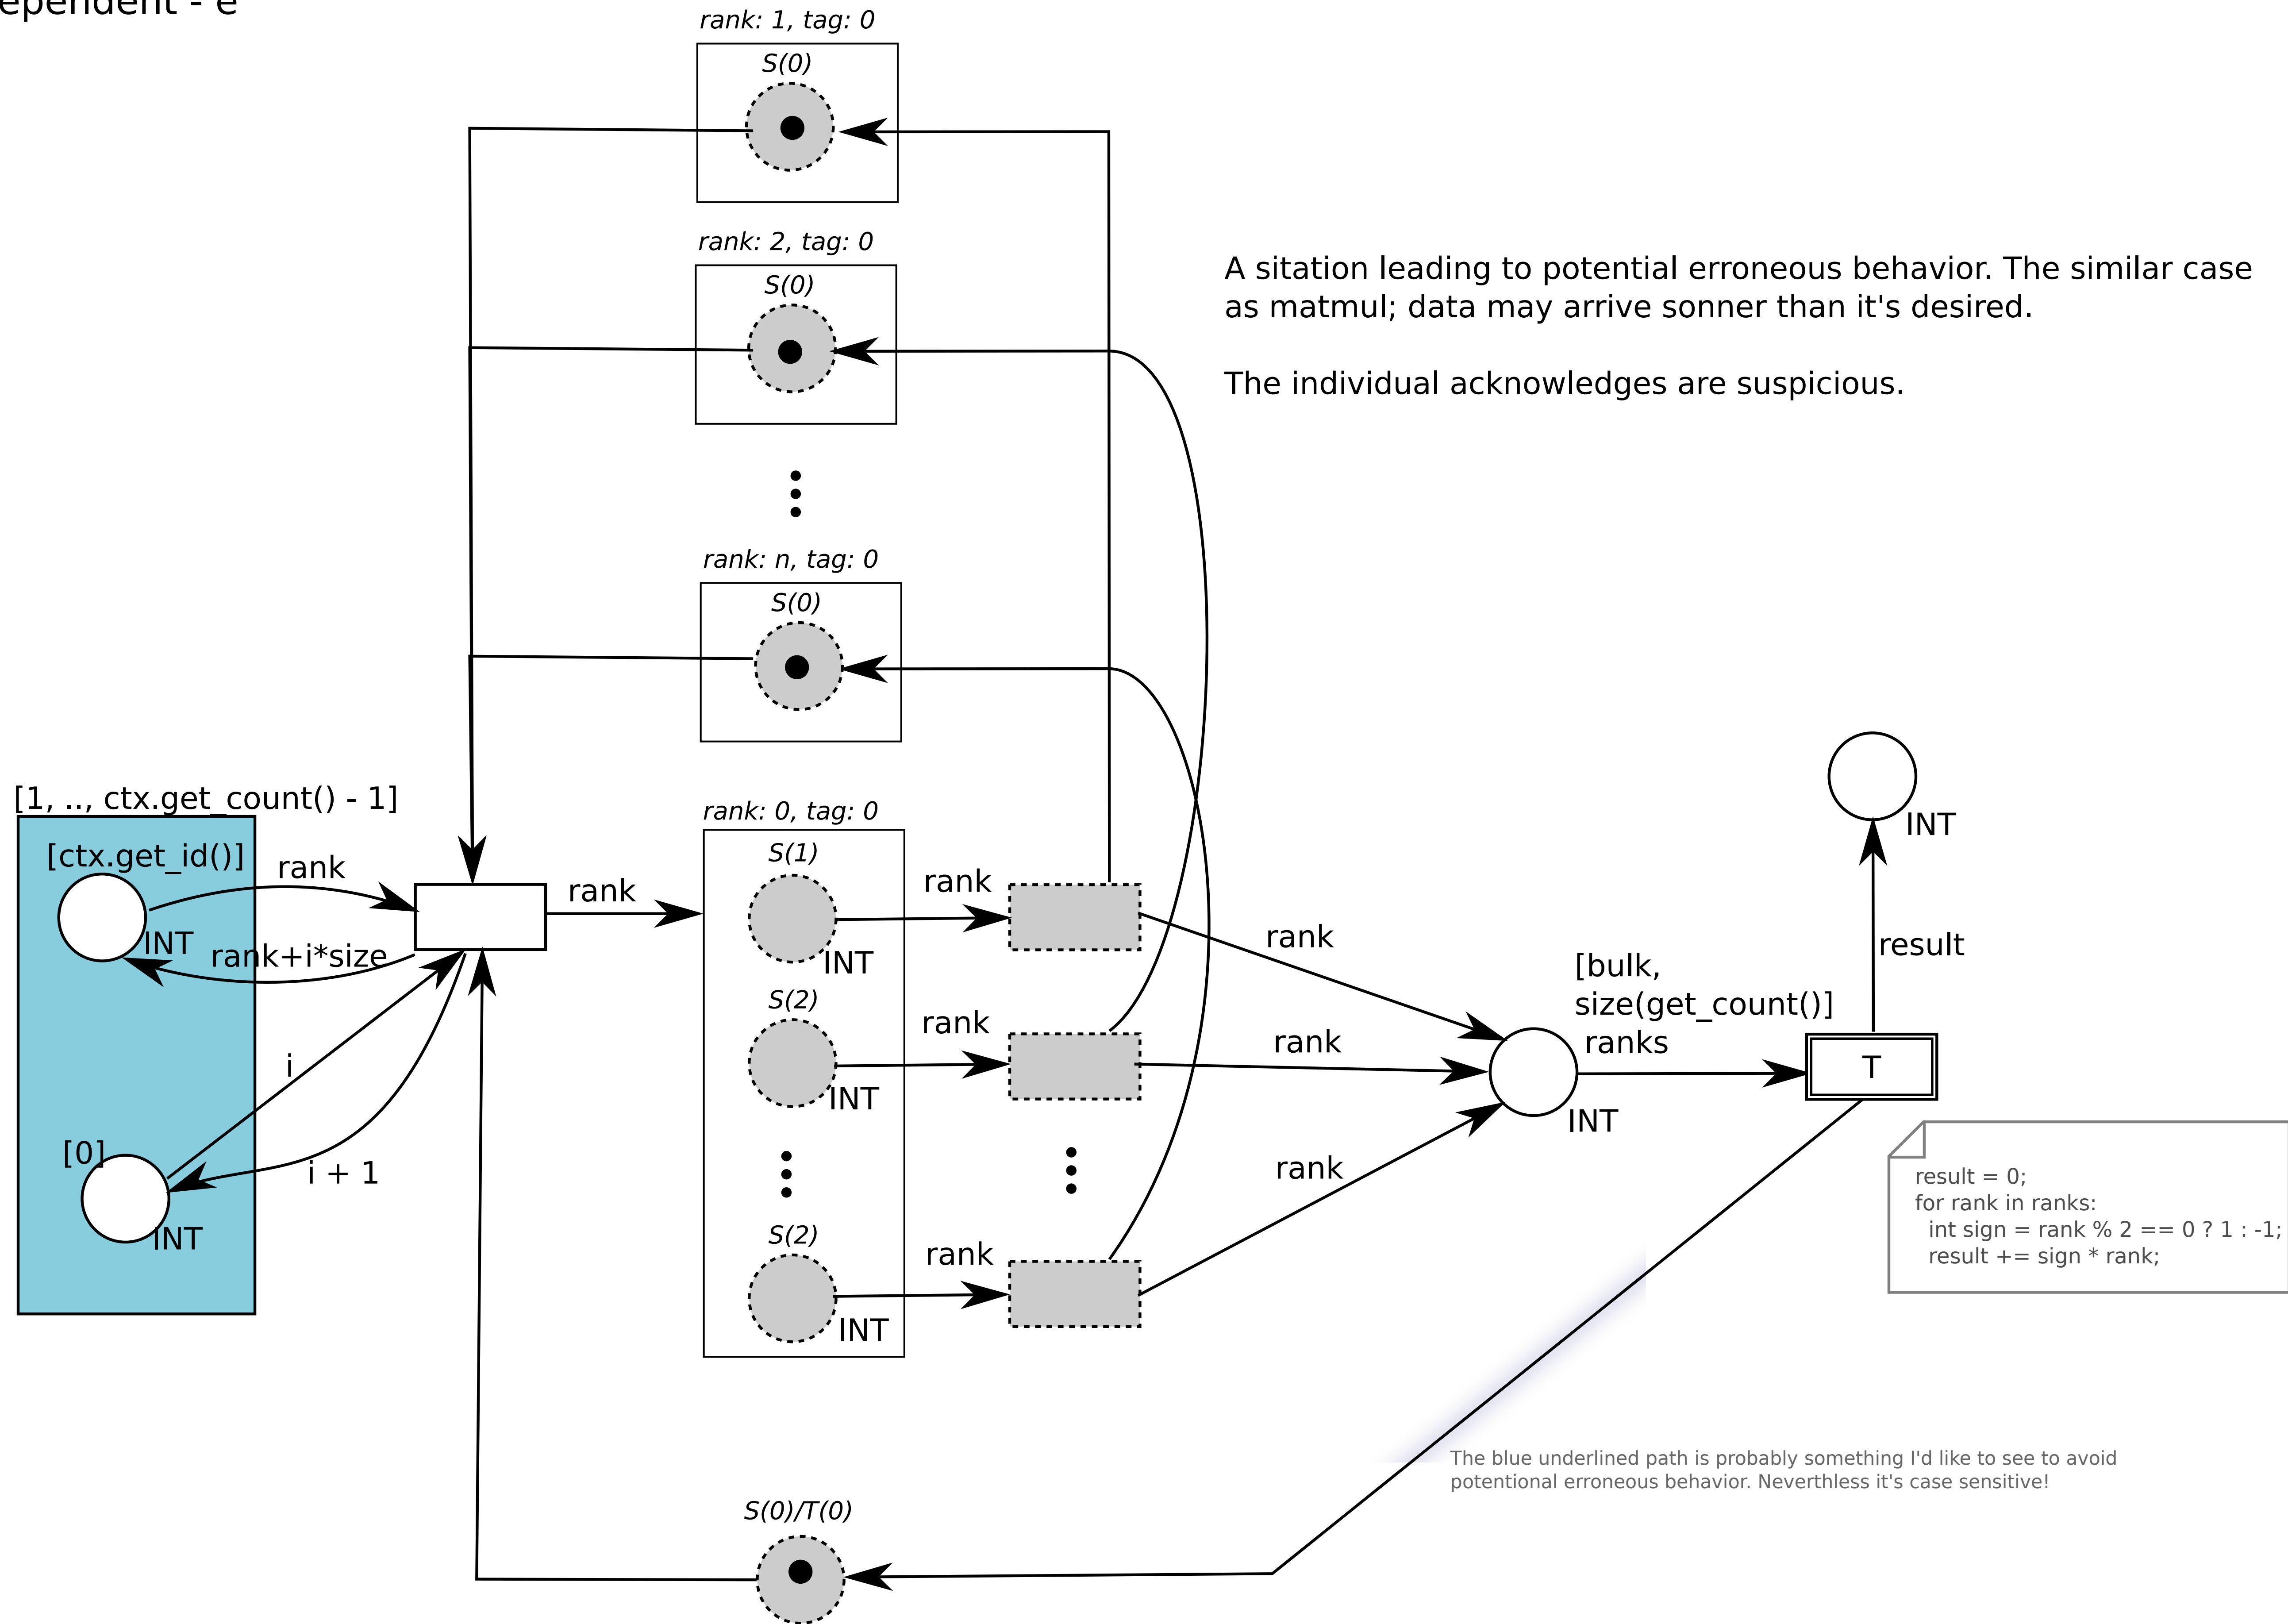 ependent - e
rank: 1, tag: 0
S(0)
rank: 2, tag: 0
S(0)
A sitation leading to potential erroneous behavior. The similar case
as matmul; data may arrive sonner than it's desired.
The individual acknowledges are suspicious.
rank: n, tag: 0
S(0)
[1, .., ctx.get_count() - 1]
[ctx.get_id()]
INT
rank
rank+i*size
i
[0]
INT
i + 1
rank
rank: 0, tag: 0
S(1)
INT
rank
S(2)
INT
rank
S(2)
INT
rank
rank
rank
rank
INT
[bulk,
size(get_count()]
ranks
T
result
INT
result = 0;
for rank in ranks:
int sign = rank % 2 == 0 ? 1 : -1;
result += sign * rank;
The blue underlined path is probably something I'd like to see to avoid
potentional erroneous behavior. Neverthless it's case sensitive!
S(0)/T(0)